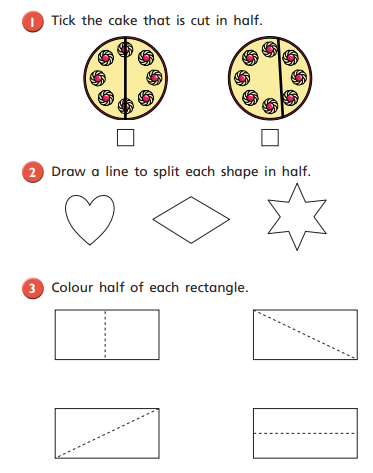 1 Tick the cake that is cut in half.
2 Draw a line to split each shape in half.
3 Colour half of each rectangle.